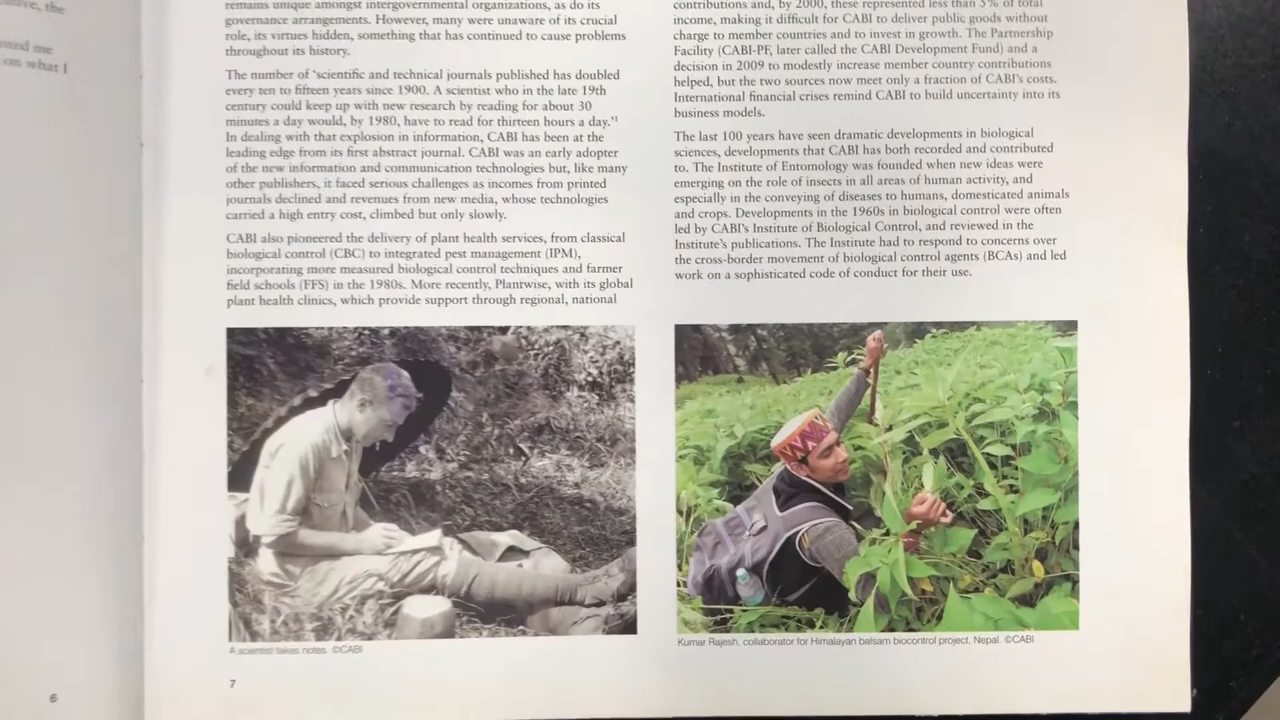 ative, the
on what I
remains unique amongst intergovernmental organizations, as do its
governance arrangements. However, many were unaware of its crucial
role, its virtues hidden, something that has continued to cause problems
throughout its history.
The number of ‘scientific and technical journals published has doubled
every ten to fifteen years since 1900. A scientist who in the late 19th
century could keep up with new research by reading for about 30
minutes a day would, by 1980, have to read for thirteen hours a day.’¹
In dealing with that explosion in information, CABI has been at the
leading edge from its first abstract journal. CABI was an early adopter
of the new information and communication technologies but, like many
other publishers, it faced serious challenges as incomes from printed
journals declined and revenues from new media, whose technologies
carried a high entry cost, climbed but only slowly.
CABI also pioneered the delivery of plant health services, from classical
biological control (CBC) to integrated pest management (IPM),
incorporating more measured biological control techniques and farmer
field schools (FFS) in the 1980s. More recently, Plantwise, with its global
plant health clinics, which provide support through regional, national
A scientist takes notes. ©CABI
7
contributions and, by 2000, these represented less than 5% of total
income, making it difficult for CABI to deliver public goods without
charge to member countries and to invest in growth. The Partnership
Facility (CABI-PF, later called the CABI Development Fund) and a
decision in 2009 to modestly increase member country contributions
helped, but the two sources now meet only a fraction of CABI’s costs.
International financial crises remind CABI to build uncertainty into its
business models.
The last 100 years have seen dramatic developments in biological
sciences, developments that CABI has both recorded and contributed
to. The Institute of Entomology was founded when new ideas were
emerging on the role of insects in all areas of human activity, and
especially in the conveying of diseases to humans, domesticated animals
and crops. Developments in the 1960s in biological control were often
led by CABI’s Institute of Biological Control, and reviewed in the
Institute’s publications. The Institute had to respond to concerns over
the cross-border movement of biological control agents (BCAs) and led
work on a sophisticated code of conduct for their use.
Kumar Rajesh, collaborator for Himalayan balsam biocontrol project. Nepal. ©CABI
6